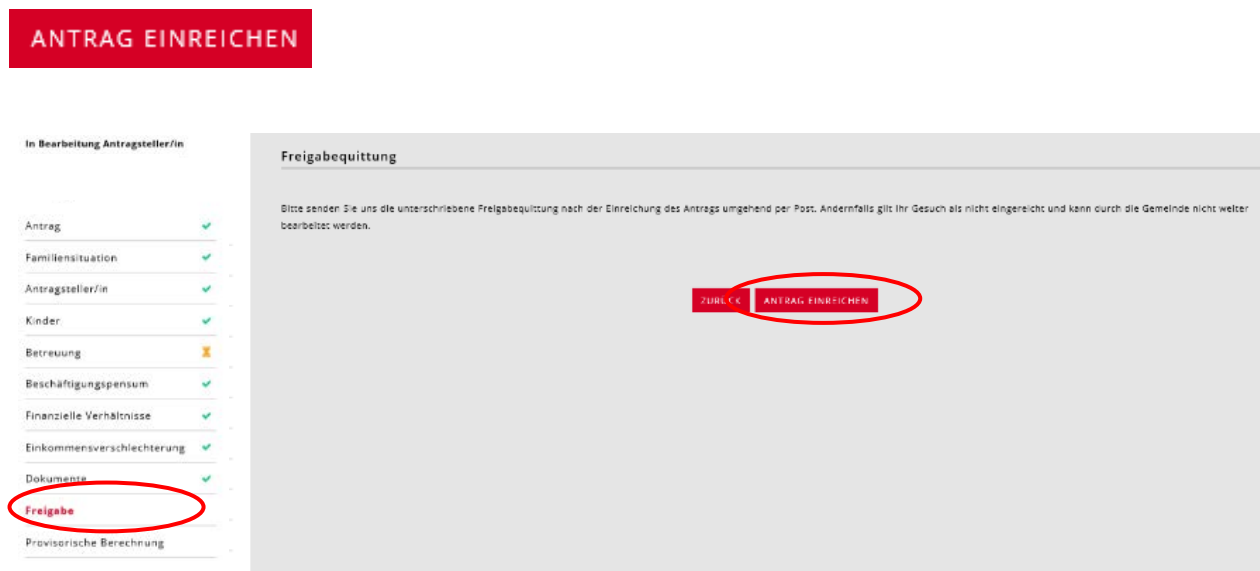 ANTRAG EINREICHEN
In Bearbeitung Antragsteller/in
Antrag
Familiensituation
Antragsteller/in
Kinder
Betreuung
Beschäftigungspensum
Finanzielle Verhältnisse
Einkommensverschlechterung
Dokumente
Freigabe
Provisorische Berechnung
Freigabequittung
Bitte senden Sie uns die unterschriebene Freigabequittung nach der Einreichung des Antrags umgehend per Post. Andernfalls gilt Ihr Gesuch als nicht eingereicht und kann durch die Gemeinde nicht weiter
bearbeitet werden.
ZURÜCK ANTRAG EINREICHEN